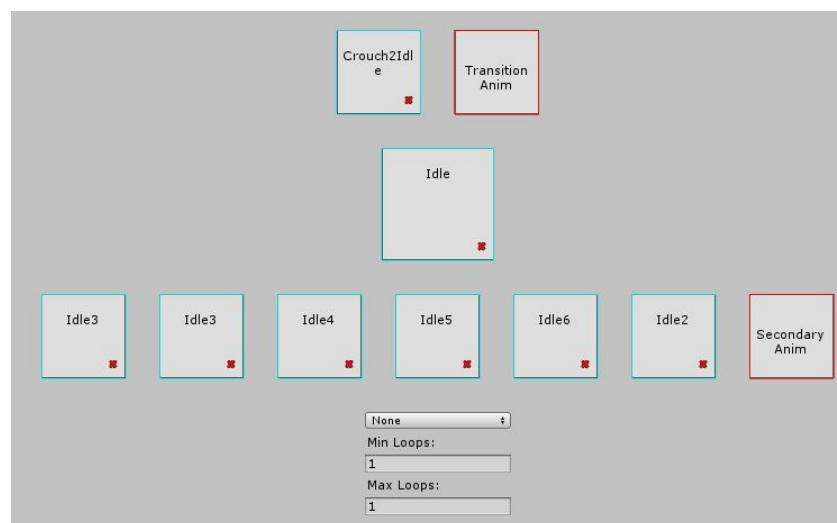 Crouch2Idl
e
Transition
Anim
Idle
Idle3
Idle3
Idle4
Idle5
Idle6
Idle2
Secondary
Anim
None
Min Loops:
1
Max Loops:
1